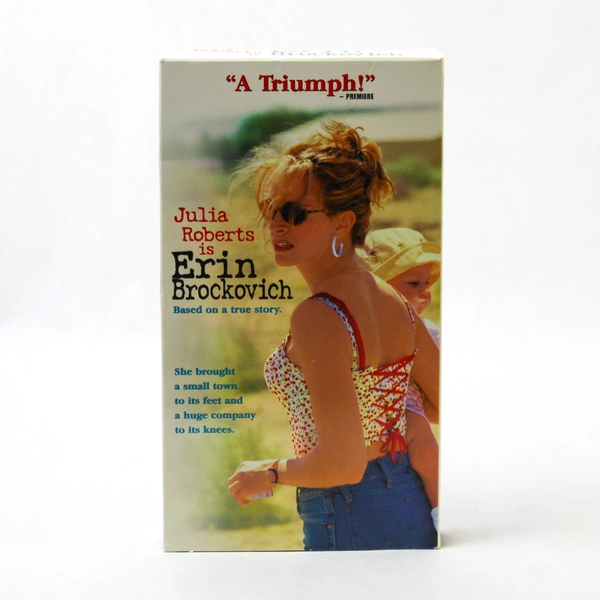 “A Triumph!”
– PREMIERE
Julia
Roberts
is
Erin
Brockovich
Based on a true story.
She brought
a small town
to its feet and
a huge company
to its knees.